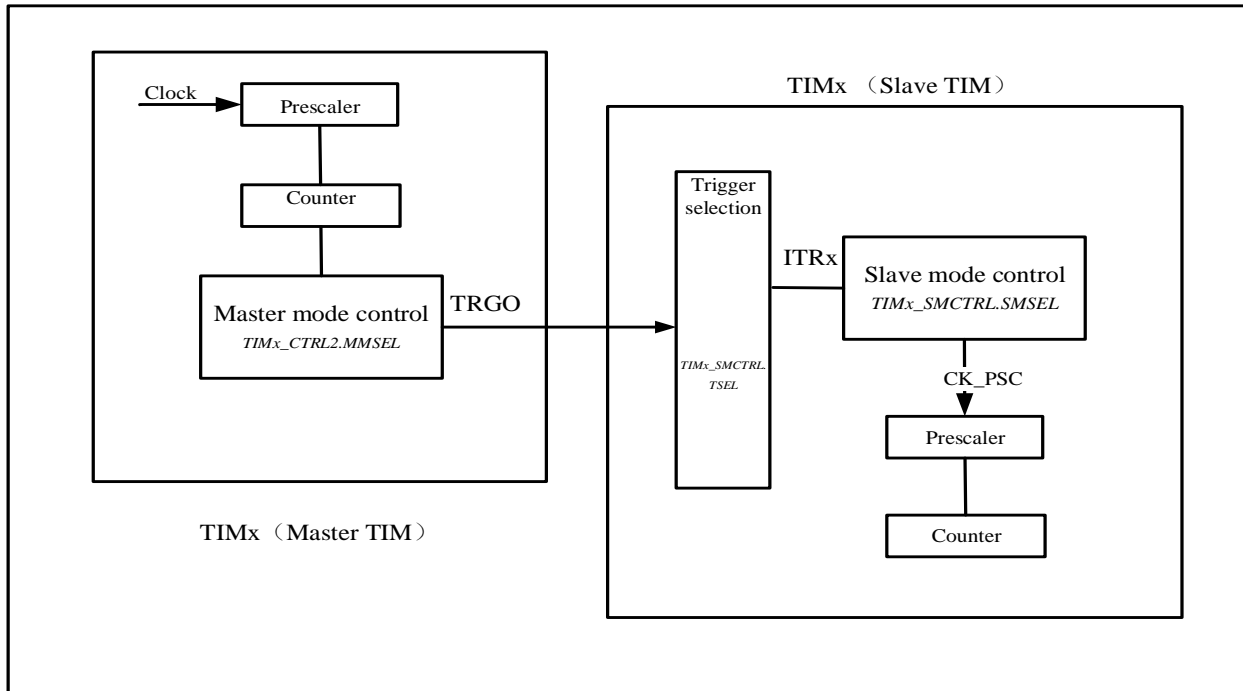 Clock
Prescaler
Counter
Master mode control
TIMx_CTRL2.MMSEL
TRGO
TIMx（Master TIM）
TIMx （Slave TIM）
Trigger
selection
TIMx_SMCTRL.
TSEL
ITRx
Slave mode control
TIMx_SMCTRL.SMSEL
CK_PSC
Prescaler
Counter